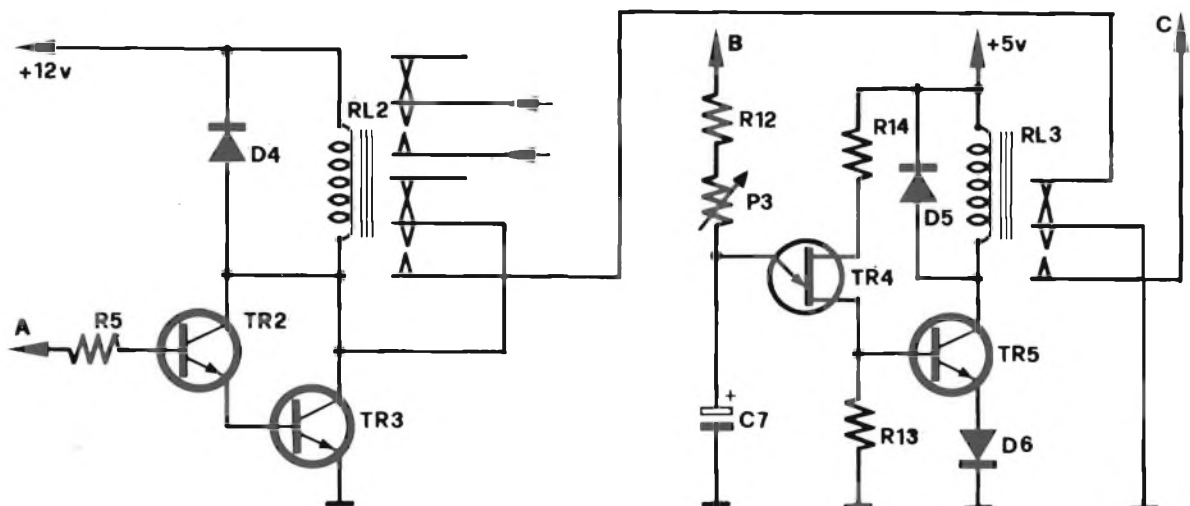 +12v
D4
RL2
A
R5
TR2
TR3
B
R12
P3
+
C7
TR4
R14
R13
+5v
D5
RL3
TR5
D6
C